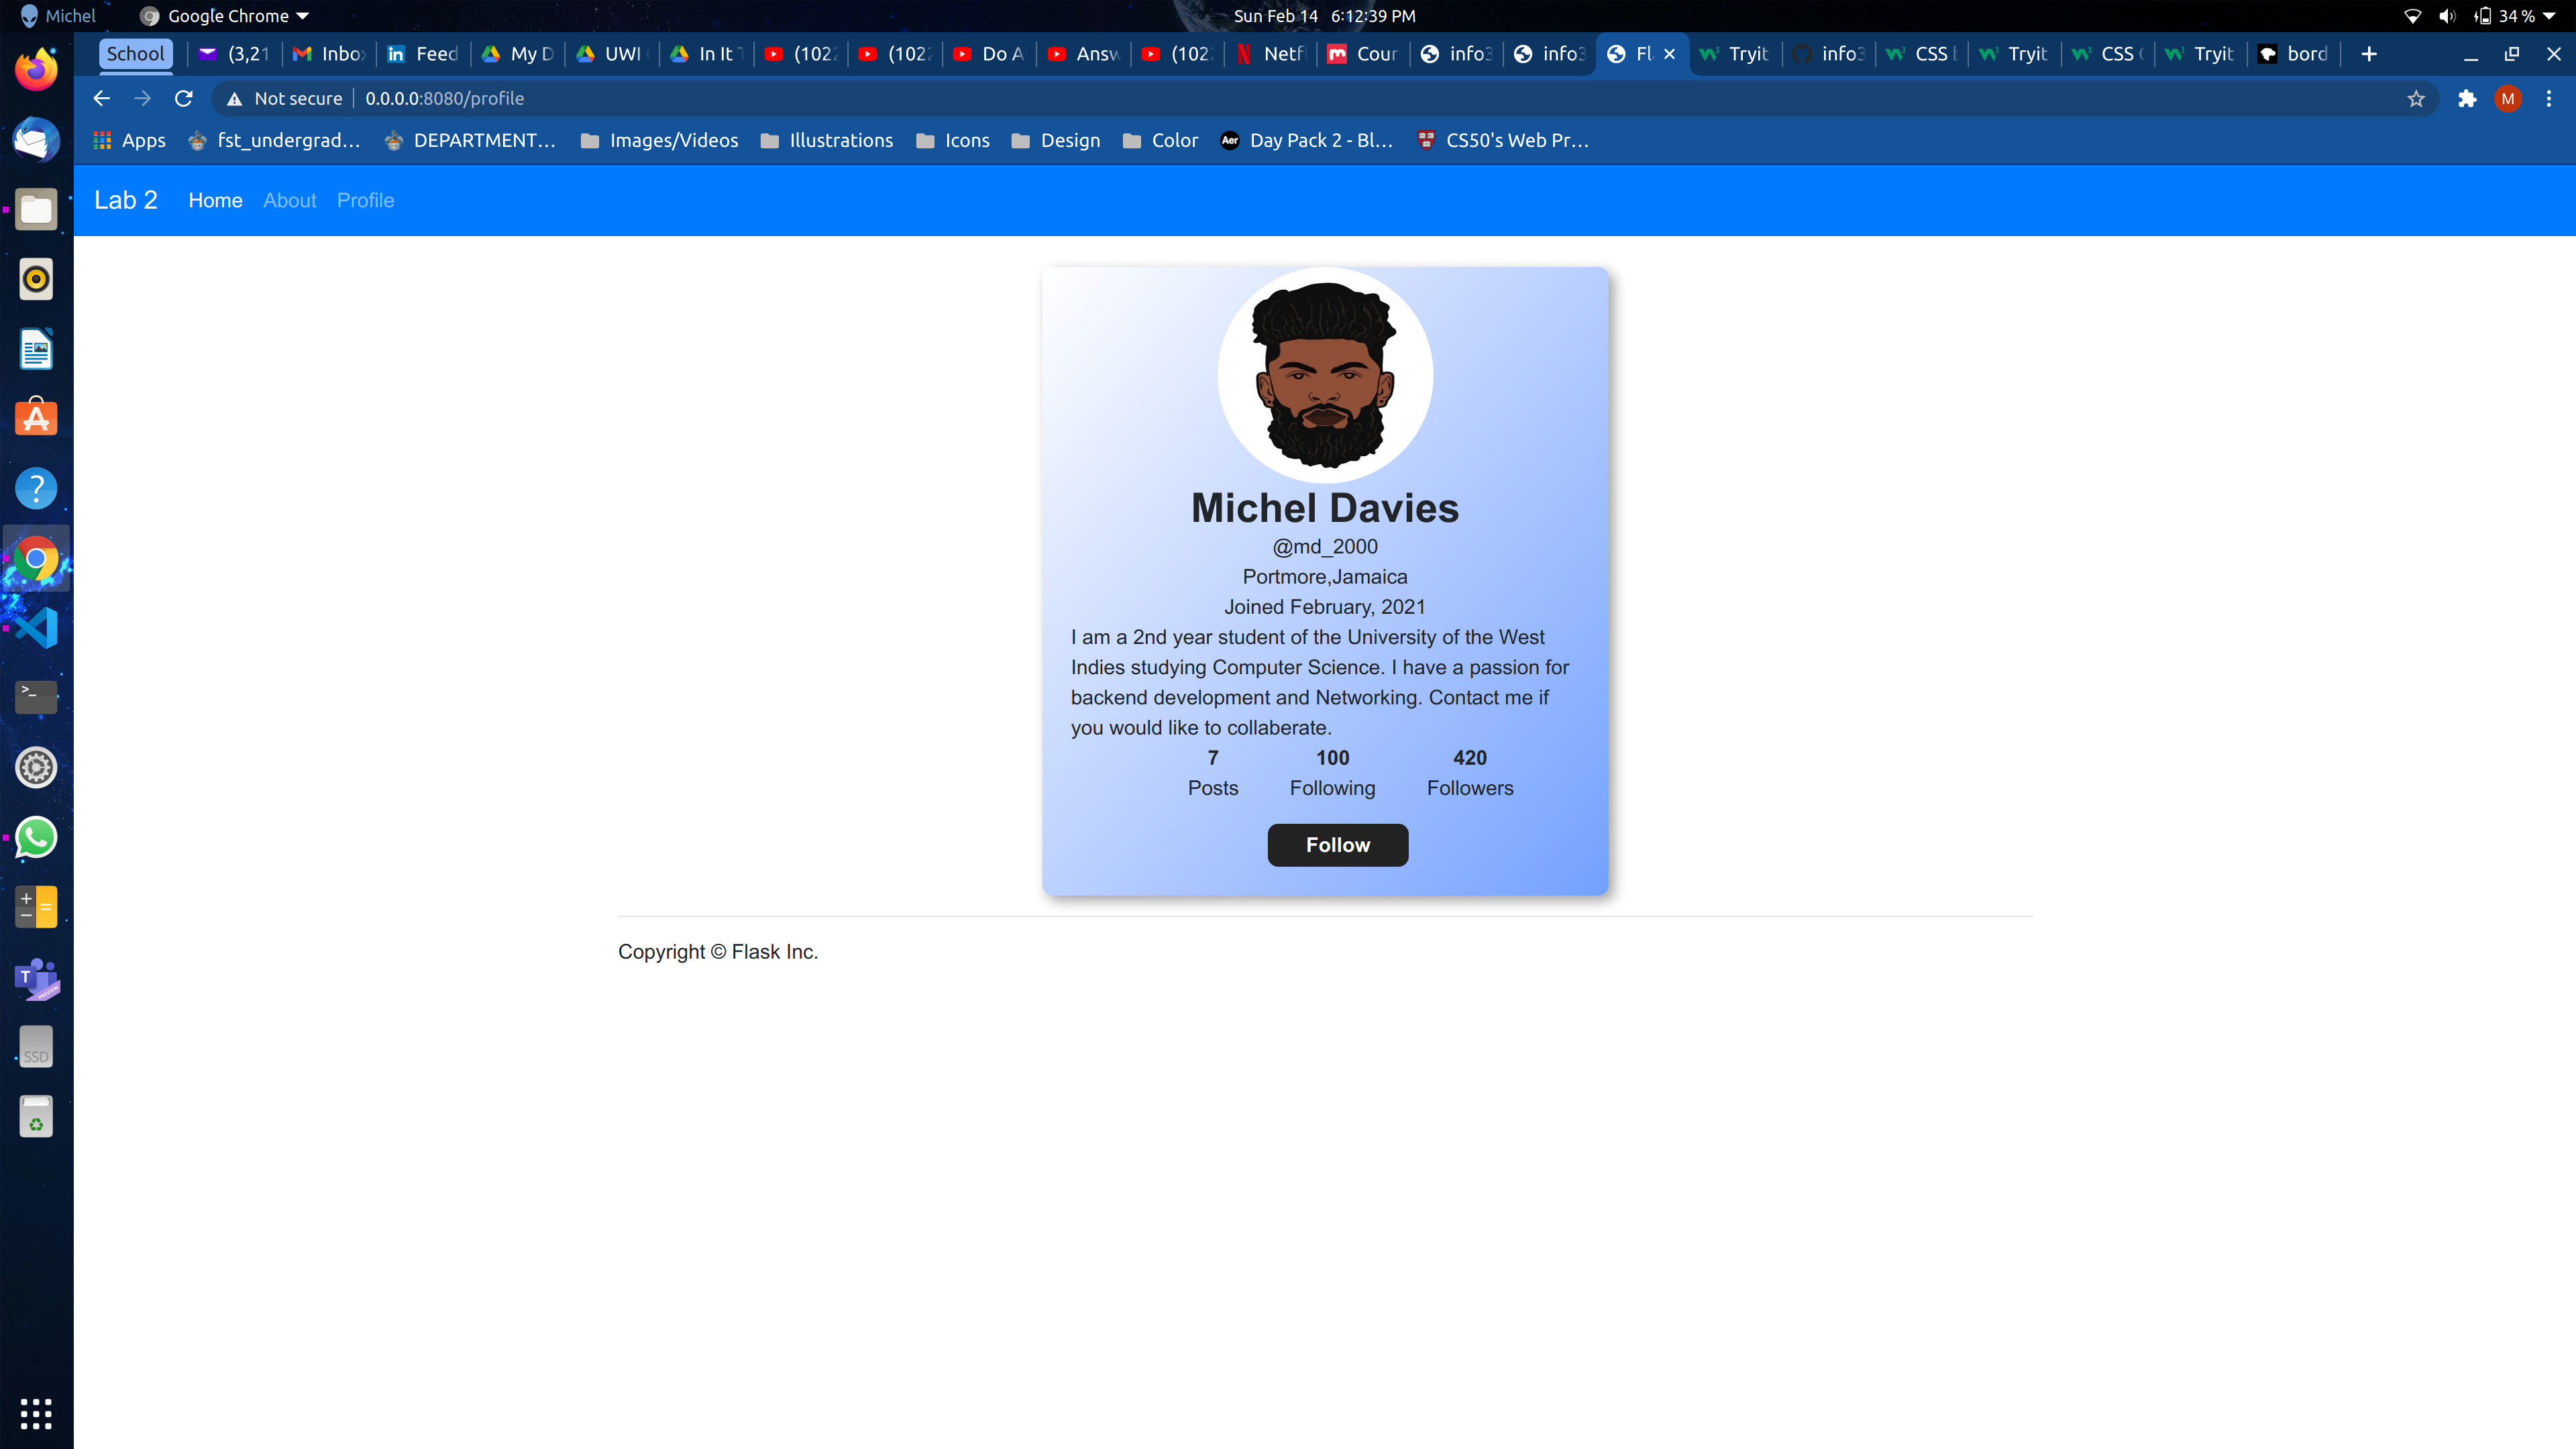 Michel
Google Chrome
Sun Feb 14 6:12:39 PM
34 %
School
(3,21
Inbox
Feed
My D
UWI
In It
(102
(102
Do A
Answ
(102
Netf
Cour
info3
info3
Fl
Tryit
info3
CSS
Tryit
CSS
Tryit
bord
Not secure
0.0.0.0:8080/profile
M
Apps
fst_undergrad...
DEPARTMENT...
Images/Videos
Illustrations
Icons
Design
Color
Aer
Day Pack 2 - Bl...
CS50's Web Pr...
Lab 2
Home
About
Profile
Michel Davies
@md_2000
Portmore,Jamaica
Joined February, 2021
I am a 2nd year student of the University of the West
Indies studying Computer Science. I have a passion for
backend development and Networking. Contact me if
you would like to collaberate.
7 100 420
Posts Following Followers
Follow
Copyright © Flask Inc.
SSD